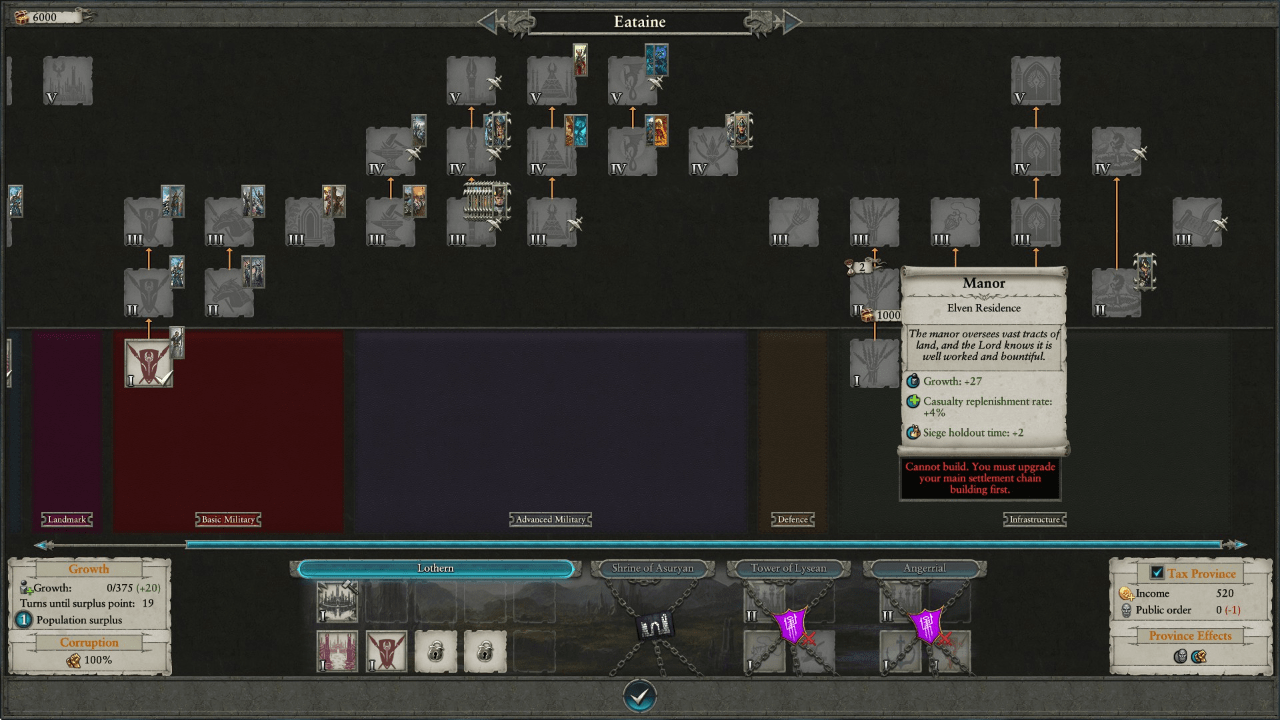 6000
Eataine
V
V
V
V
V
IV
IV
IV
IV
IV
IV
IV
III
III
III
III
III
III
III
III
III
III
III
II
II
2
II
1000
II
I
I
Manor
Elven Residence
The manor oversees vast tracts of
land, and the Lord knows it is
well worked and bountiful.
Growth: +27
Casualty replenishment rate:
+4%
Siege holdout time: +2
Cannot build. You must upgrade
your main settlement chain
building first.
Landmark
Basic Military
Advanced Military
Defence
Infrastructure
Growth
Growth: 0/375 (+20)
Turns until surplus point: 19
1 Population surplus
Corruption
100%
Lothern
Shrine of Asuryan
Tower of Lysean
Angerrial
I
II
II
I
I
I
I
I
Tax Province
Income 520
Public order 0 (-1)
Province Effects